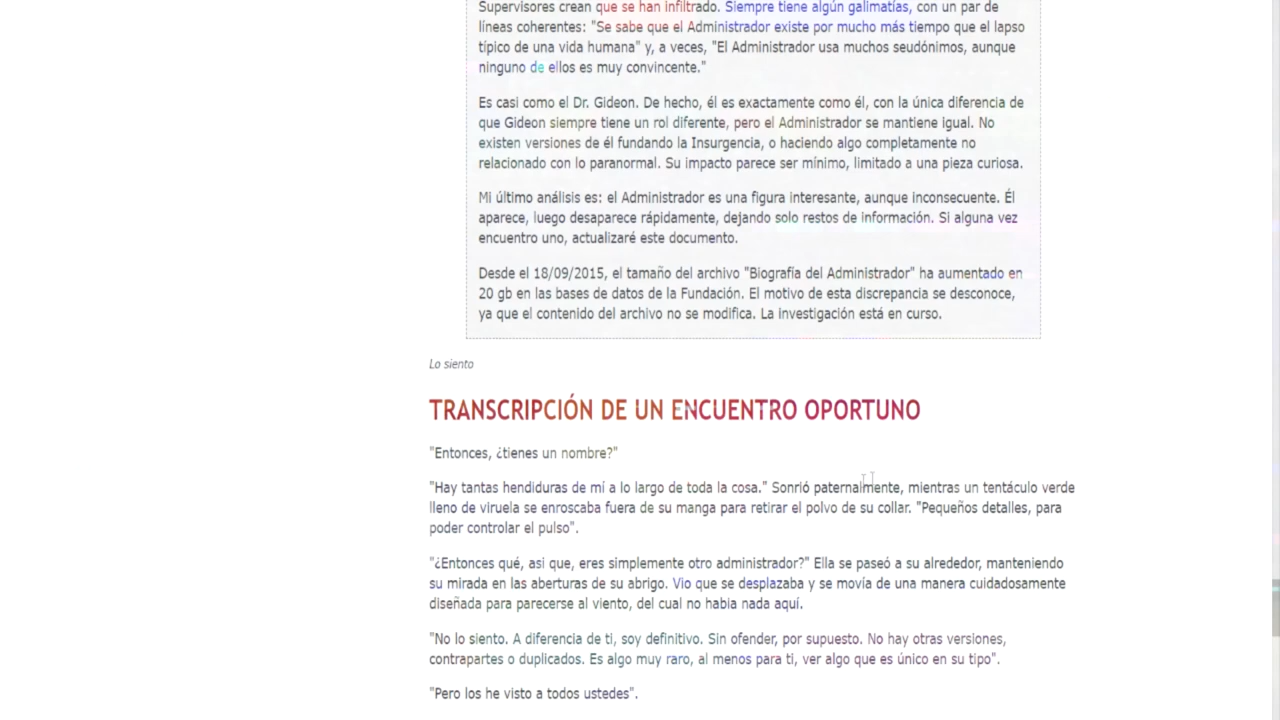 Supervisores crean que se han infiltrado. Siempre tiene algún galimatías, con un par de
líneas coherentes: "Se sabe que el Administrador existe por mucho más tiempo que el lapso
típico de una vida humana" y, a veces, "El Administrador usa muchos seudónimos, aunque
ninguno de ellos es muy convincente."
Es casi como el Dr. Gideon. De hecho, él es exactamente como él, con la única diferencia de
que Gideon siempre tiene un rol diferente, pero el Administrador se mantiene igual. No
existen versiones de él fundando la Insurgencia, o haciendo algo completamente no
relacionado con lo paranormal. Su impacto parece ser mínimo, limitado a una pieza curiosa.
Mi último análisis es: el Administrador es una figura interesante, aunque inconsecuente. Él
aparece, luego desaparece rápidamente, dejando solo restos de información. Si alguna vez
encuentro uno, actualizaré este documento.
Desde el 18/09/2015, el tamaño del archivo "Biografía del Administrador" ha aumentado en
20 gb en las bases de datos de la Fundación. El motivo de esta discrepancia se desconoce,
ya que el contenido del archivo no se modifica. La investigación está en curso.
Lo siento
TRANSCRIPCIÓN DE UN ENCUENTRO OPORTUNO
"Entonces, ¿tienes un nombre?"
"Hay tantas hendiduras de mí a lo largo de toda la cosa." Sonrió paternalmente, mientras un tentáculo verde
lleno de viruela se enroscaba fuera de su manga para retirar el polvo de su collar. "Pequeños detalles, para
poder controlar el pulso".
"¿Entonces qué, asi que, eres simplemente otro administrador?" Ella se paseó a su alrededor, manteniendo
su mirada en las aberturas de su abrigo. Vio que se desplazaba y se movía de una manera cuidadosamente
diseñada para parecerse al viento, del cual no habia nada aquí.
"No lo siento. A diferencia de ti, soy definitivo. Sin ofender, por supuesto. No hay otras versiones,
contrapartes o duplicados. Es algo muy raro, al menos para ti, ver algo que es único en su tipo".
"Pero los he visto a todos ustedes".